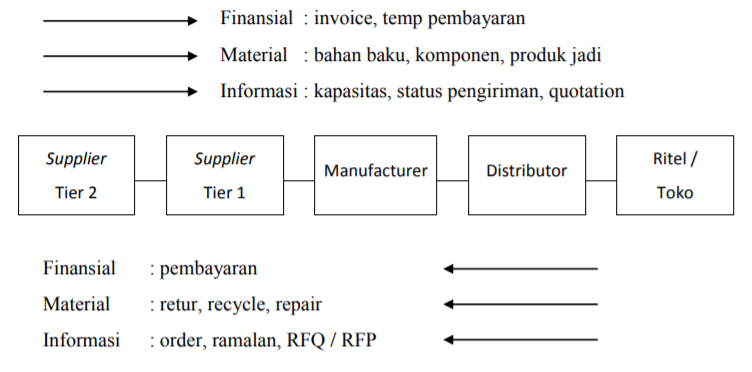 Finansial : invoice, temp pembayaran
Material : bahan baku, komponen, produk jadi
Informasi : kapasitas, status pengiriman, quotation
Supplier
Tier 2
Supplier
Tier 1
Manufacturer
Distributor
Ritel /
Toko
Finansial : pembayaran
Material : retur, recycle, repair
Informasi : order, ramalan, RFQ / RFP